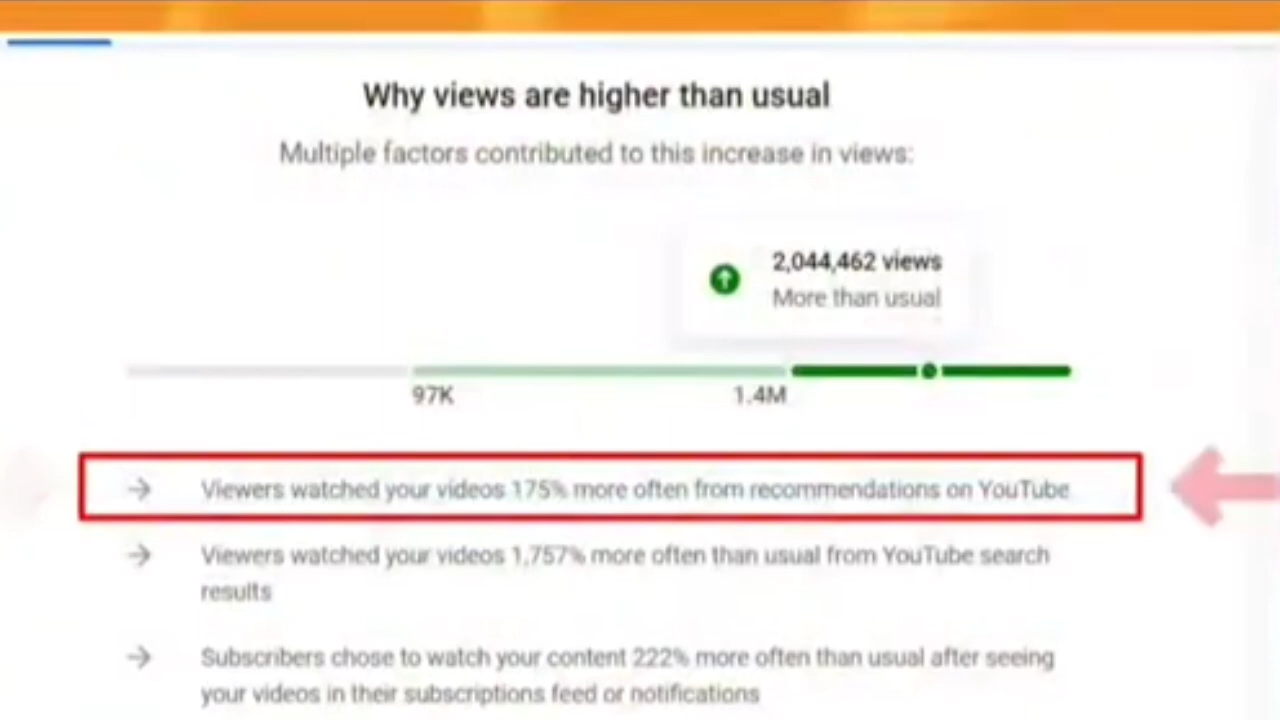 Why views are higher than usual
Multiple factors contributed to this increase in views:
2,044,462 views
More than usual
97K
1.4M
Viewers watched your videos 175% more often from recommendations on YouTube
Viewers watched your videos 1,757% more often than usual from YouTube search
results
Subscribers chose to watch your content 222% more often than usual after seeing
your videos in their subscriptions feed or notifications